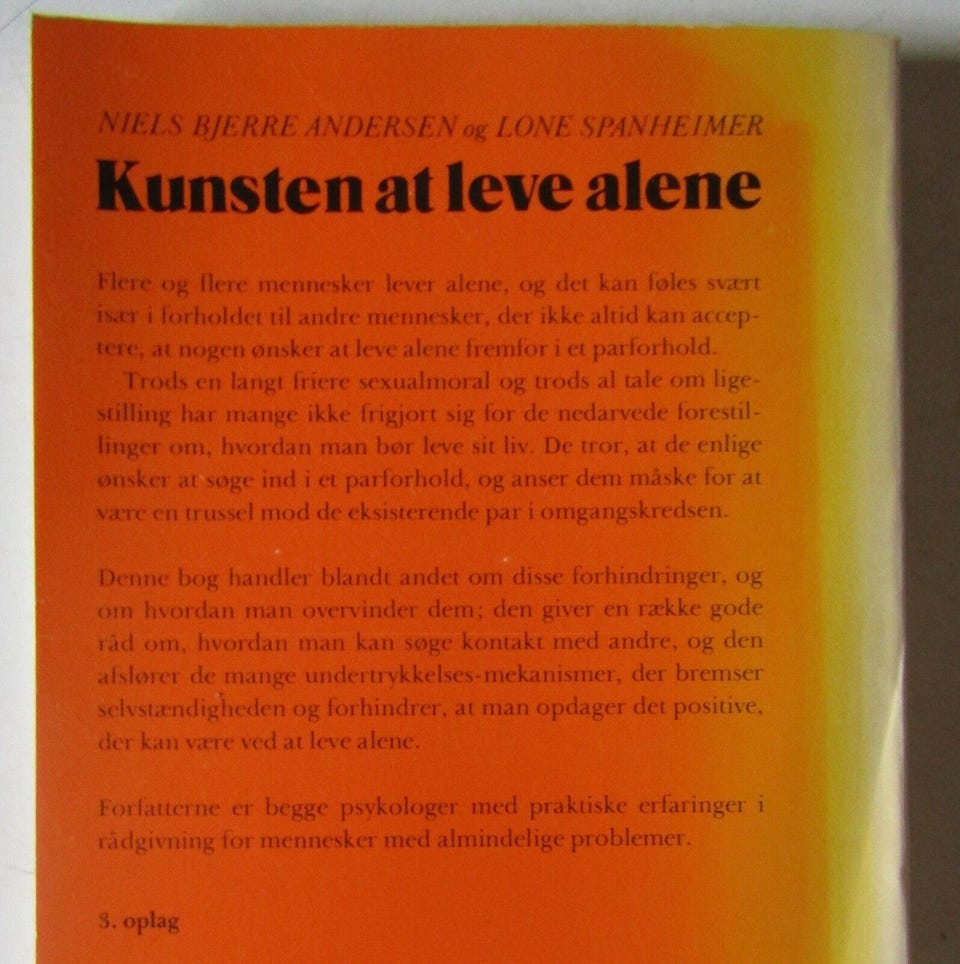 NIELS BJERRE ANDERSEN og LONE SPANHEIMER
Kunsten at leve alene
Flere og flere mennesker lever alene, og det kan føles svært
især i forholdet til andre mennesker, der ikke altid kan accep-
tere, at nogen ønsker at leve alene fremfor i et parforhold.
Trods en langt friere sexualmoral og trods al tale om lige-
stilling har mange ikke frigjort sig for de nedarvede forestil-
linger om, hvordan man bør leve sit liv. De tror, at de enlige
ønsker at søge ind i et parforhold, og anser dem måske for at
være en trussel mod de eksisterende par i omgangskredsen.
Denne bog handler blandt andet om disse forhindringer, og
om hvordan man overvinder dem; den giver en række gode
råd om, hvordan man kan søge kontakt med andre, og den
afslører de mange undertrykkelses-mekanismer, der bremser
selvstændigheden og forhindrer, at man opdager det positive,
der kan være ved at leve alene.
Forfatterne er begge psykologer med praktiske erfaringer i
rådgivning for mennesker med almindelige problemer.
3. oplag